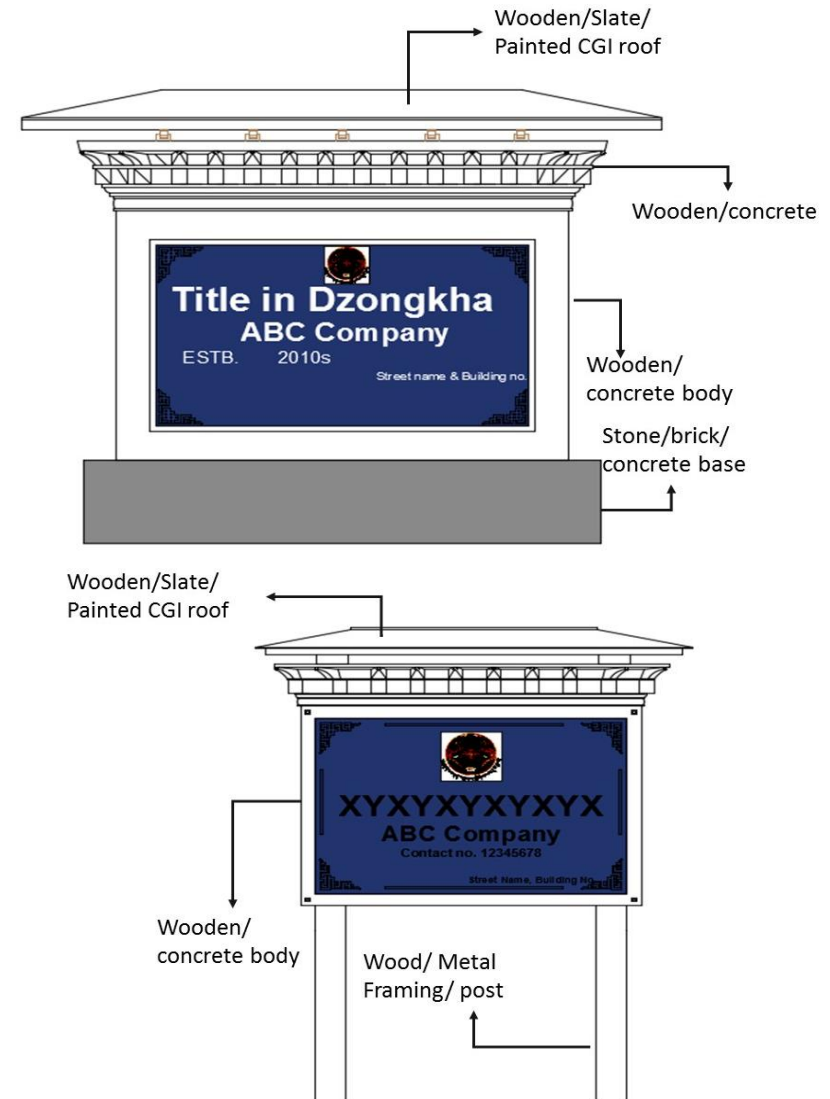 Wooden/Slate/
Painted CGI roof
Wooden/concrete
Title in Dzongkha
ABC Company
ESTB. 2010s
Street name & Building no.
Wooden/
concrete body
Stone/brick/
concrete base
Wooden/Slate/
Painted CGI roof
XYXYXYXYXYX
ABC Company
Contact no. 12345678
Street Name, Building No.
Wooden/
concrete body
Wood/ Metal
Framing/ post